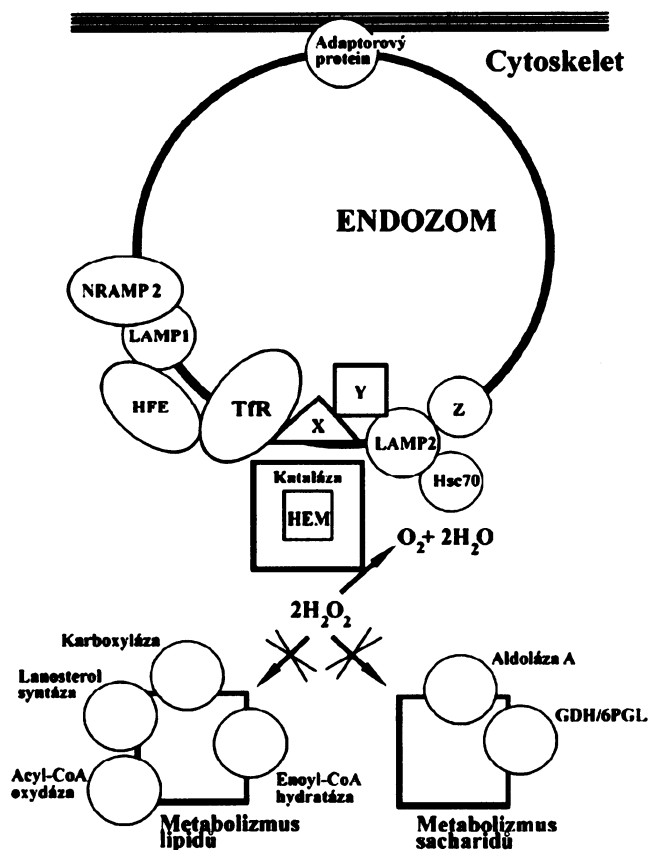 Adaptorový
protein
Cytoskelet
ENDOZOM
NRAMP 2
LAMP1
HFE
TfR
X
Y
Z
LAMP2
Hsc70
Kataláza
HEM
O₂+ 2H₂O
2H₂O₂
Karboxyláza
Lanosterol
syntáza
Acyl-CoA
oxydáza
Enoyl-CoA
hydratáza
Metabolizmus
lipidů
Aldoláza A
GDH/6PGL
Metabolizmus
sacharidů